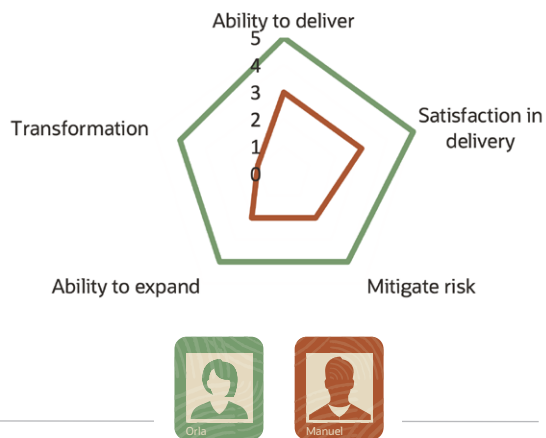 Ability to deliver
5
4
3
2
1
0
Transformation
Satisfaction in
delivery
Ability to expand
Mitigate risk
Orla
Manuel